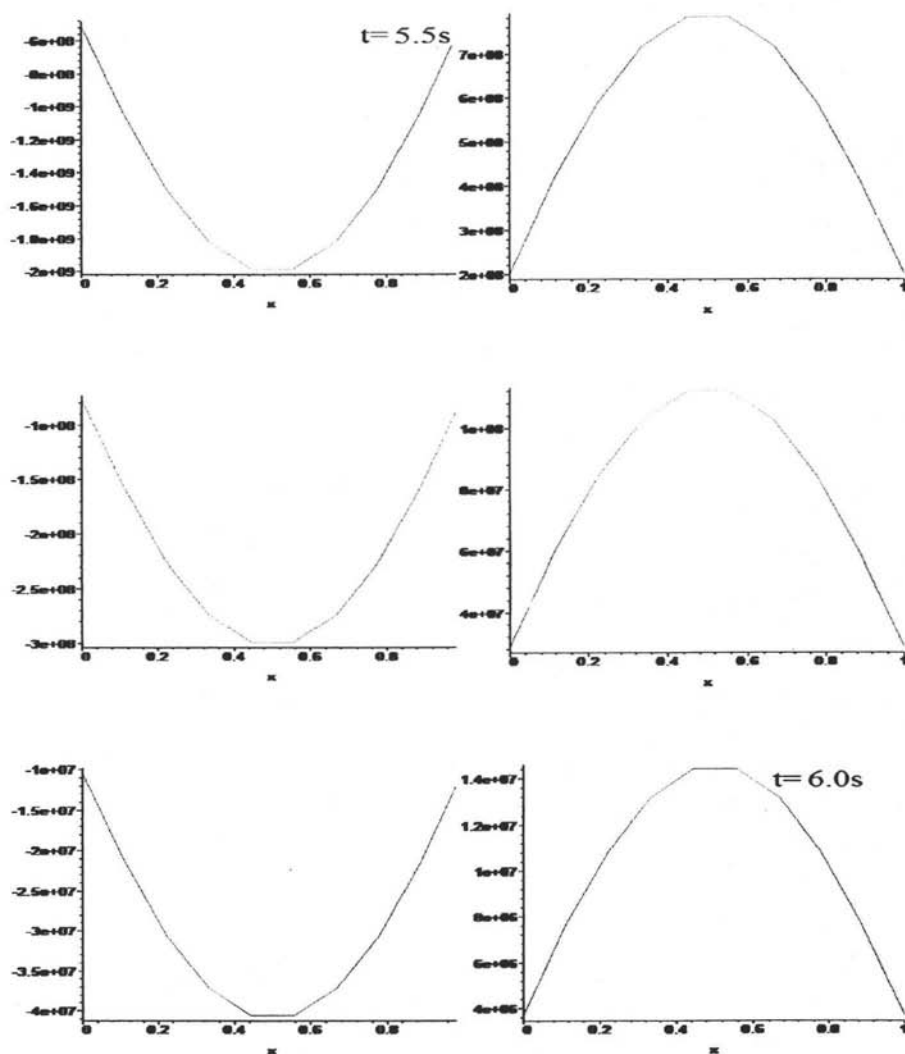 t= 5.5s
-6e+08
-8e+08
-1e+09
-1.2e+09
-1.4e+09
-1.6e+09
-1.8e+09
-2e+09
0 0.2 0.4 0.6 0.8
x
7e+08
6e+08
5e+08
4e+08
3e+08
2e+08
0 0.2 0.4 0.6 0.8 1
x
-1e+08
-1.5e+08
-2e+08
-2.5e+08
-3e+08
0 0.2 0.4 0.6 0.8
x
1e+08
8e+07
6e+07
4e+07
0 0.2 0.4 0.6 0.8 1
x
-1e+07
-1.5e+07
-2e+07
-2.5e+07
-3e+07
-3.5e+07
-4e+07
0 0.2 0.4 0.6 0.8
x
t= 6.0s
1.4e+07
1.2e+07
1e+07
8e+06
6e+06
4e+06
0 0.2 0.4 0.6 0.8 1
x